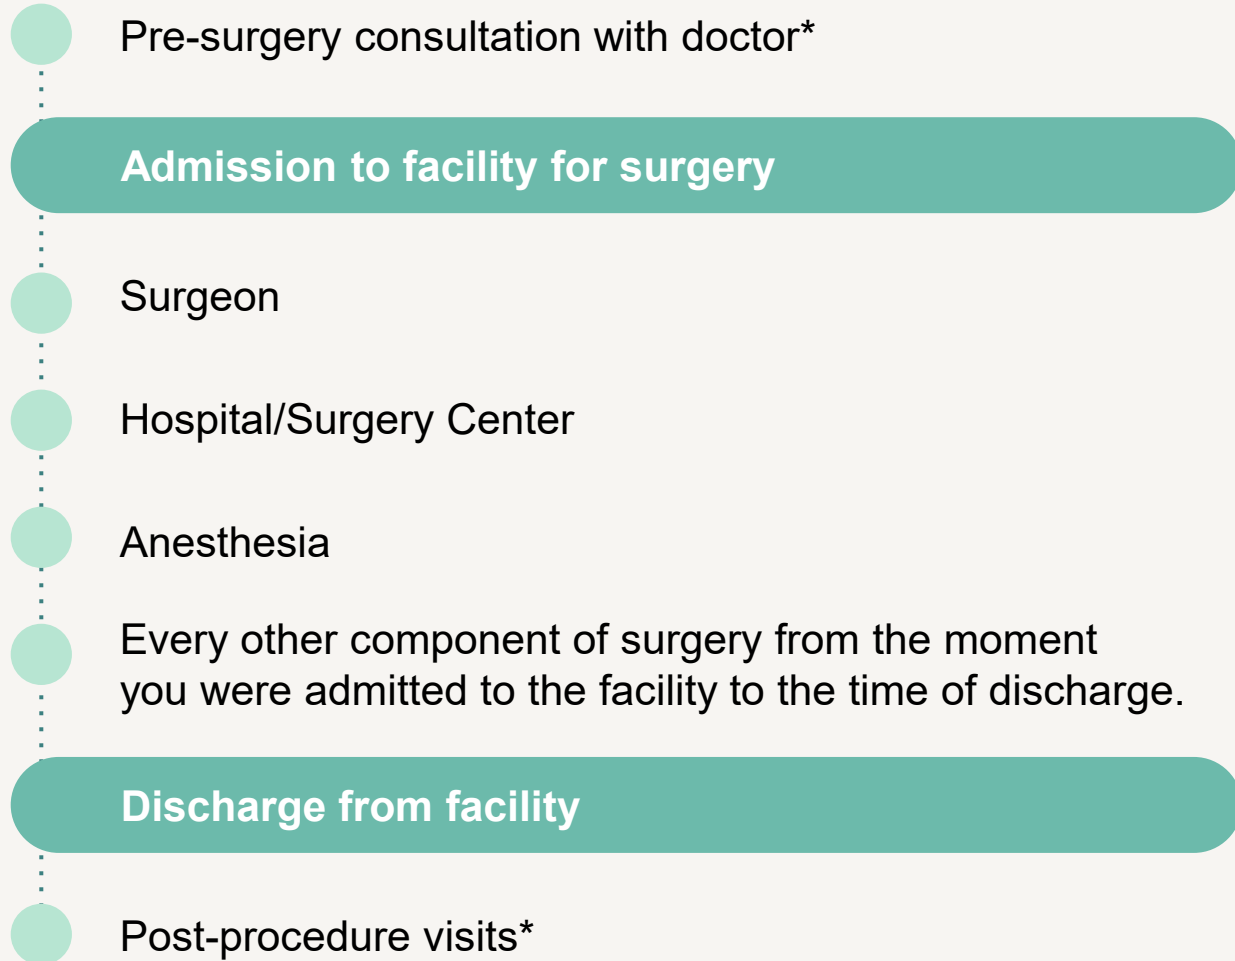 Pre-surgery consultation with doctor*
Admission to facility for surgery
Surgeon
Hospital/Surgery Center
Anesthesia
Every other component of surgery from the moment
you were admitted to the facility to the time of discharge.
Discharge from facility
Post-procedure visits*